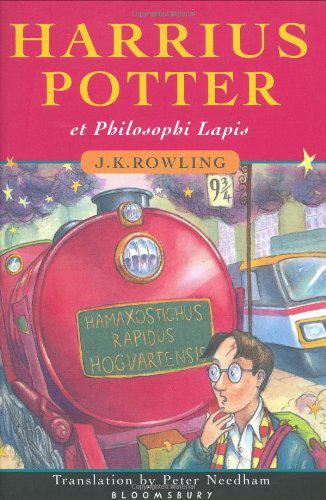 HARRIUS
POTTER
et Philosophi Lapis
J.K.ROWLING
9¾
HAMAXOSTICHUS
RAPIDUS
HOGVARTENSIS
Translation by Peter Needham
BLOOMSBURY